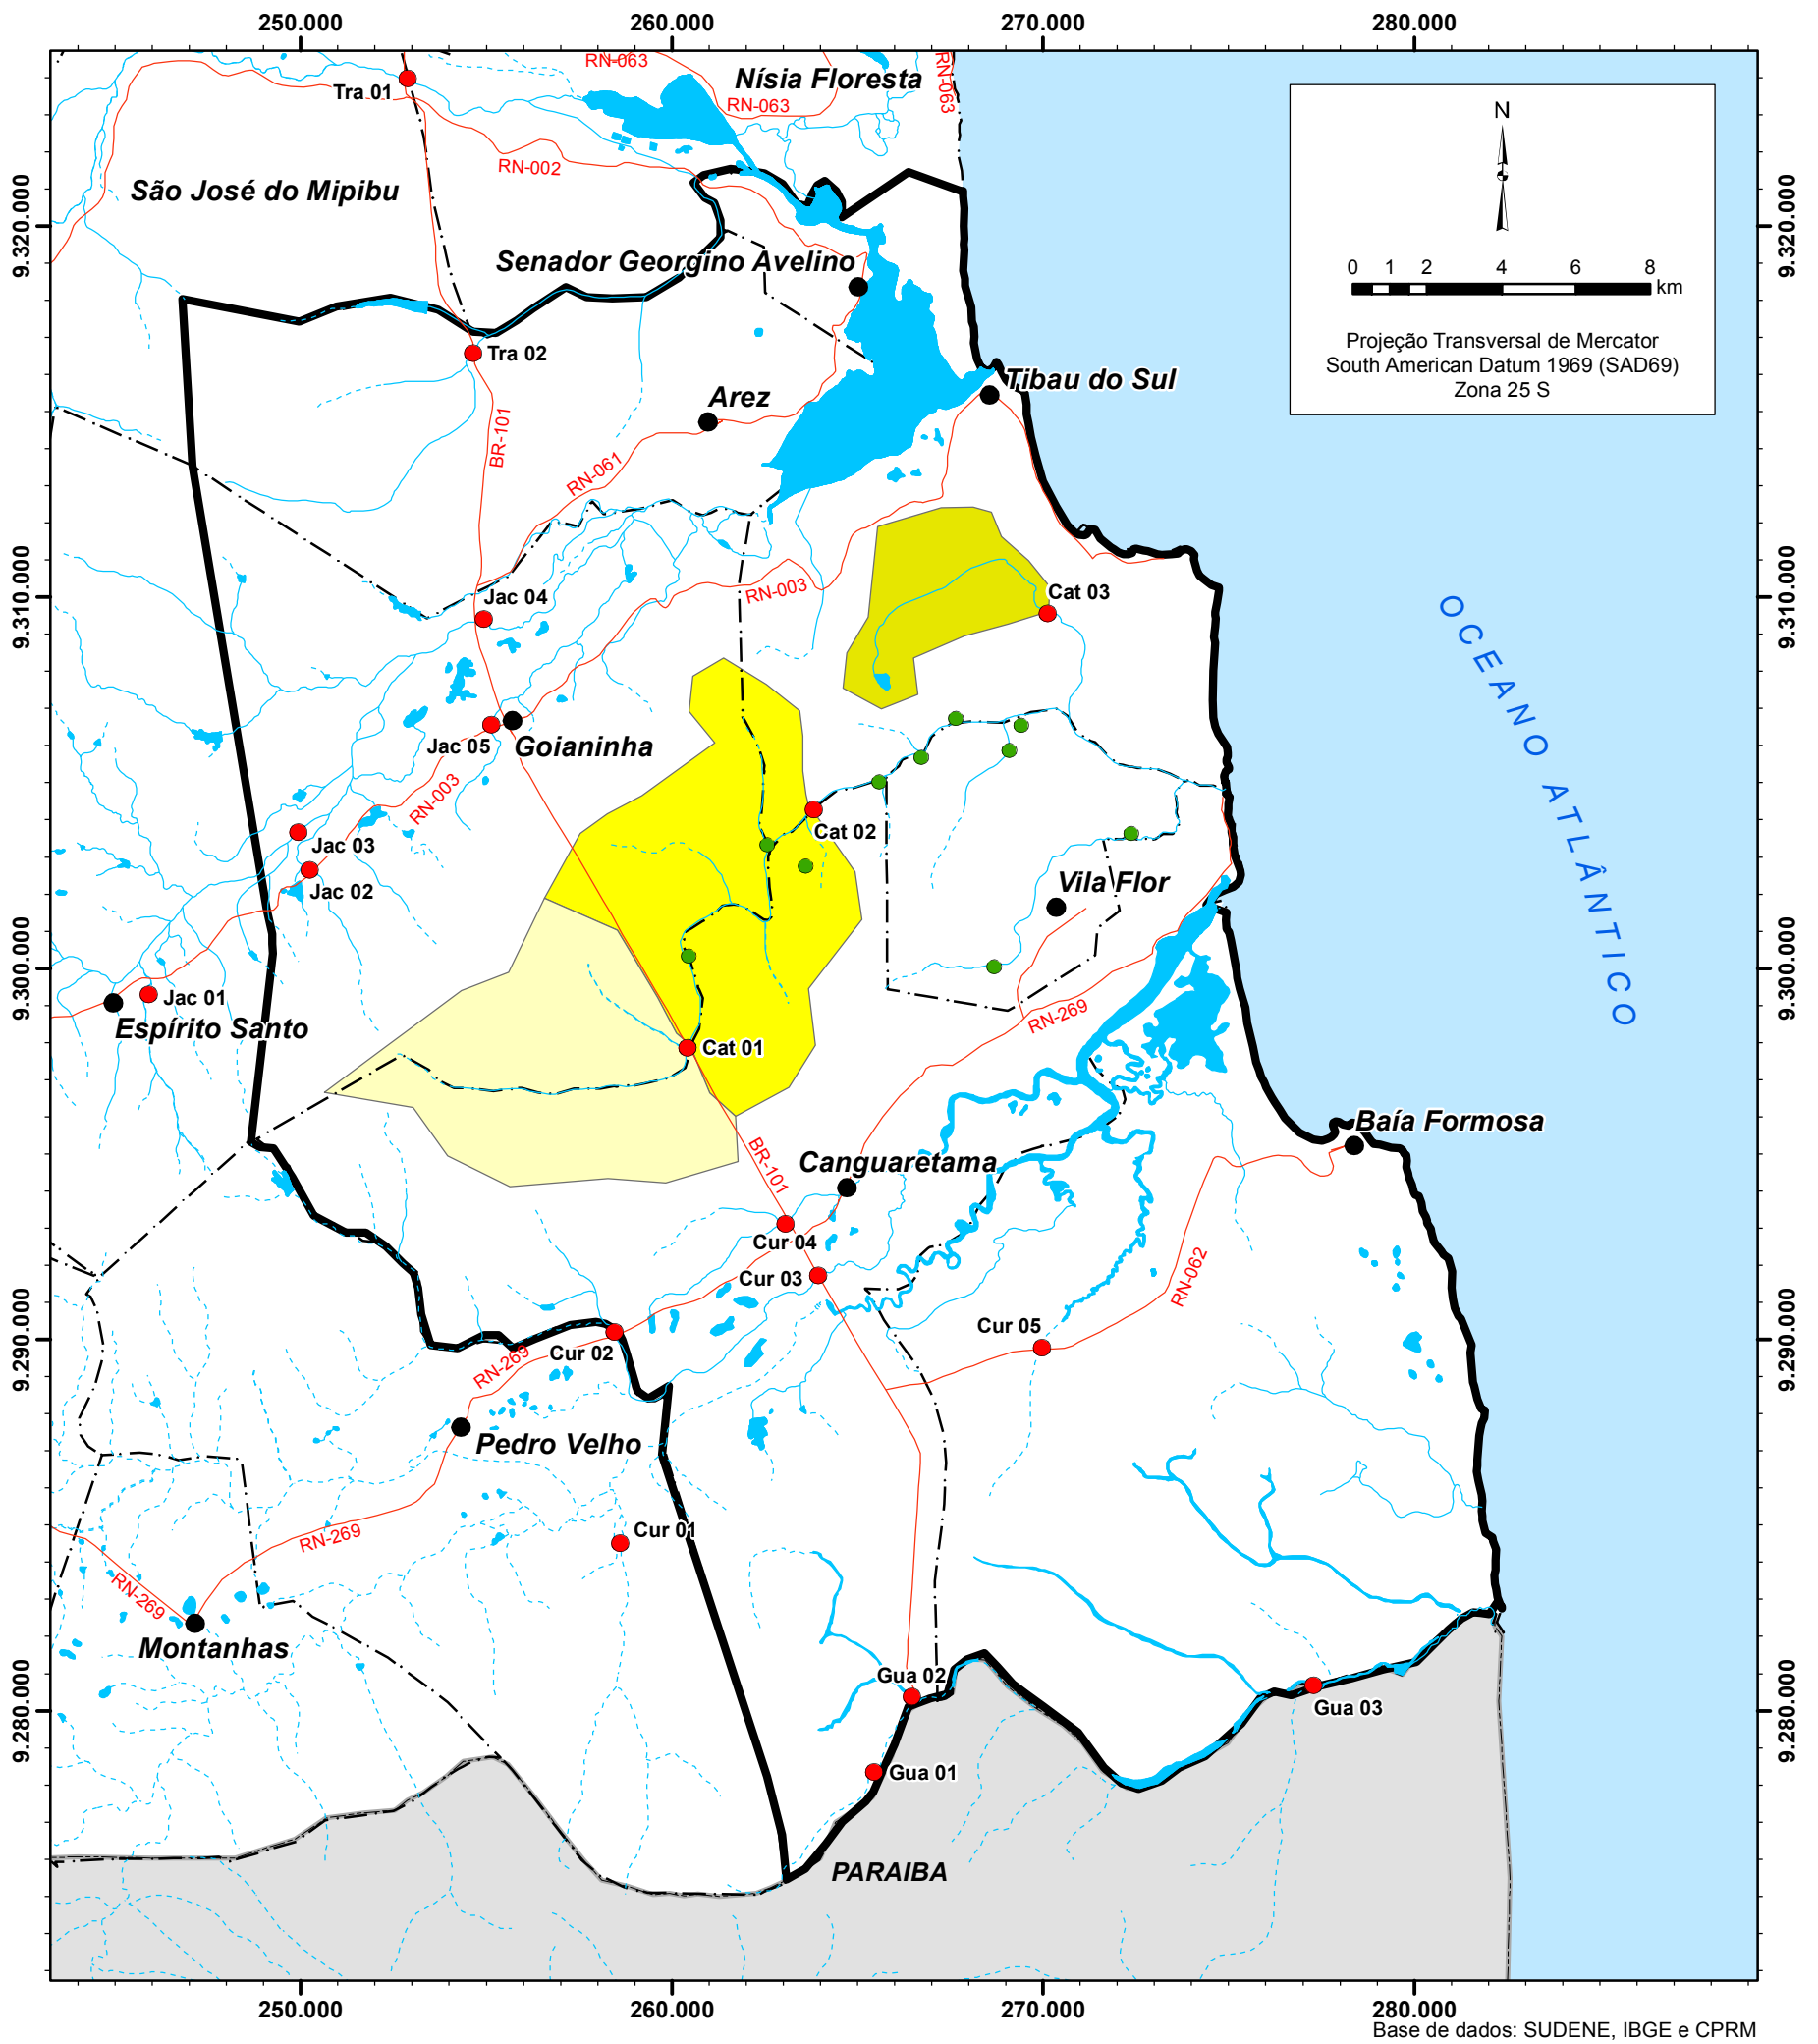 250.000
260.000
270.000
280.000
RN-063
Nísia Floresta
RN-063
RN-063
Tra 01
N
RN-002
São José do Mipibu
9.320.000
9.320.000
Senador Georgino Avelino
0 1 2 4 6 8
km
Projeção Transversal de Mercator
South American Datum 1969 (SAD69)
Zona 25 S
Tra 02
Tibau do Sul
Arez
BR-101
RN-061
9.310.000
9.310.000
RN-003
Jac 04
Cat 03
OCEANO ATLÂNTICO
Jac 05
Goianinha
RN-003
Cat 02
Jac 03
Jac 02
Vila Flor
9.300.000
9.300.000
Jac 01
Espírito Santo
RN-269
Cat 01
Baía Formosa
BR-101
Canguaretama
Cur 04
Cur 03
RN-062
9.290.000
9.290.000
Cur 05
Cur 02
RN-269
Pedro Velho
Cur 01
RN-269
RN-269
Montanhas
9.280.000
9.280.000
Gua 02
Gua 03
Gua 01
PARAIBA
250.000
260.000
270.000
280.000
Base de dados: SUDENE, IBGE e CPRM